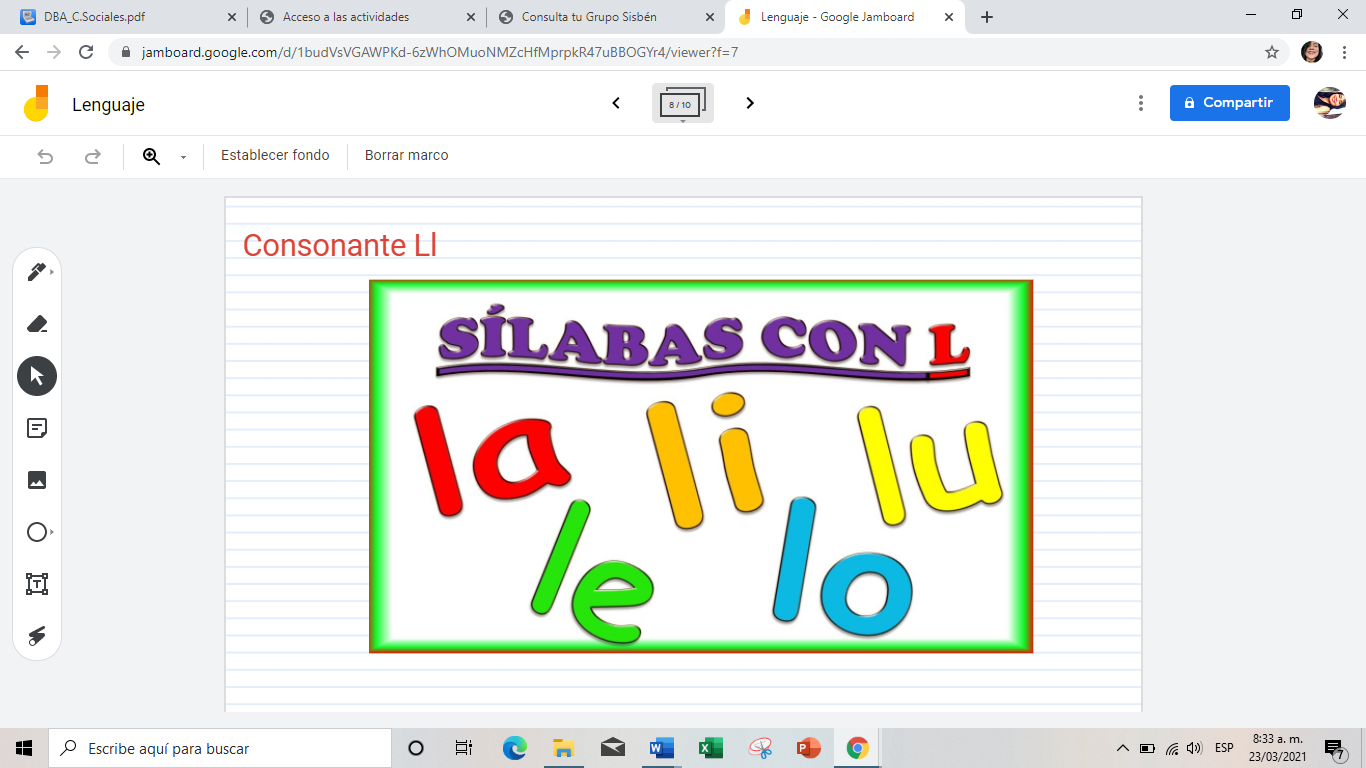 DBA_C.Sociales.pdf
Acceso a las actividades
Consulta tu Grupo Sisbén
Lenguaje - Google Jamboard
jamboard.google.com/d/1budVsVGAWPKd-6zWhOMuoNMZcHfMprpkR47uBBOGYr4/viewer?f=7
Lenguaje
8 / 10
Compartir
Establecer fondo
Borrar marco
Consonante Ll
SÍLABAS CON L
la li lu
le lo
Escribe aquí para buscar
ESP
8:33 a. m.
23/03/2021
7